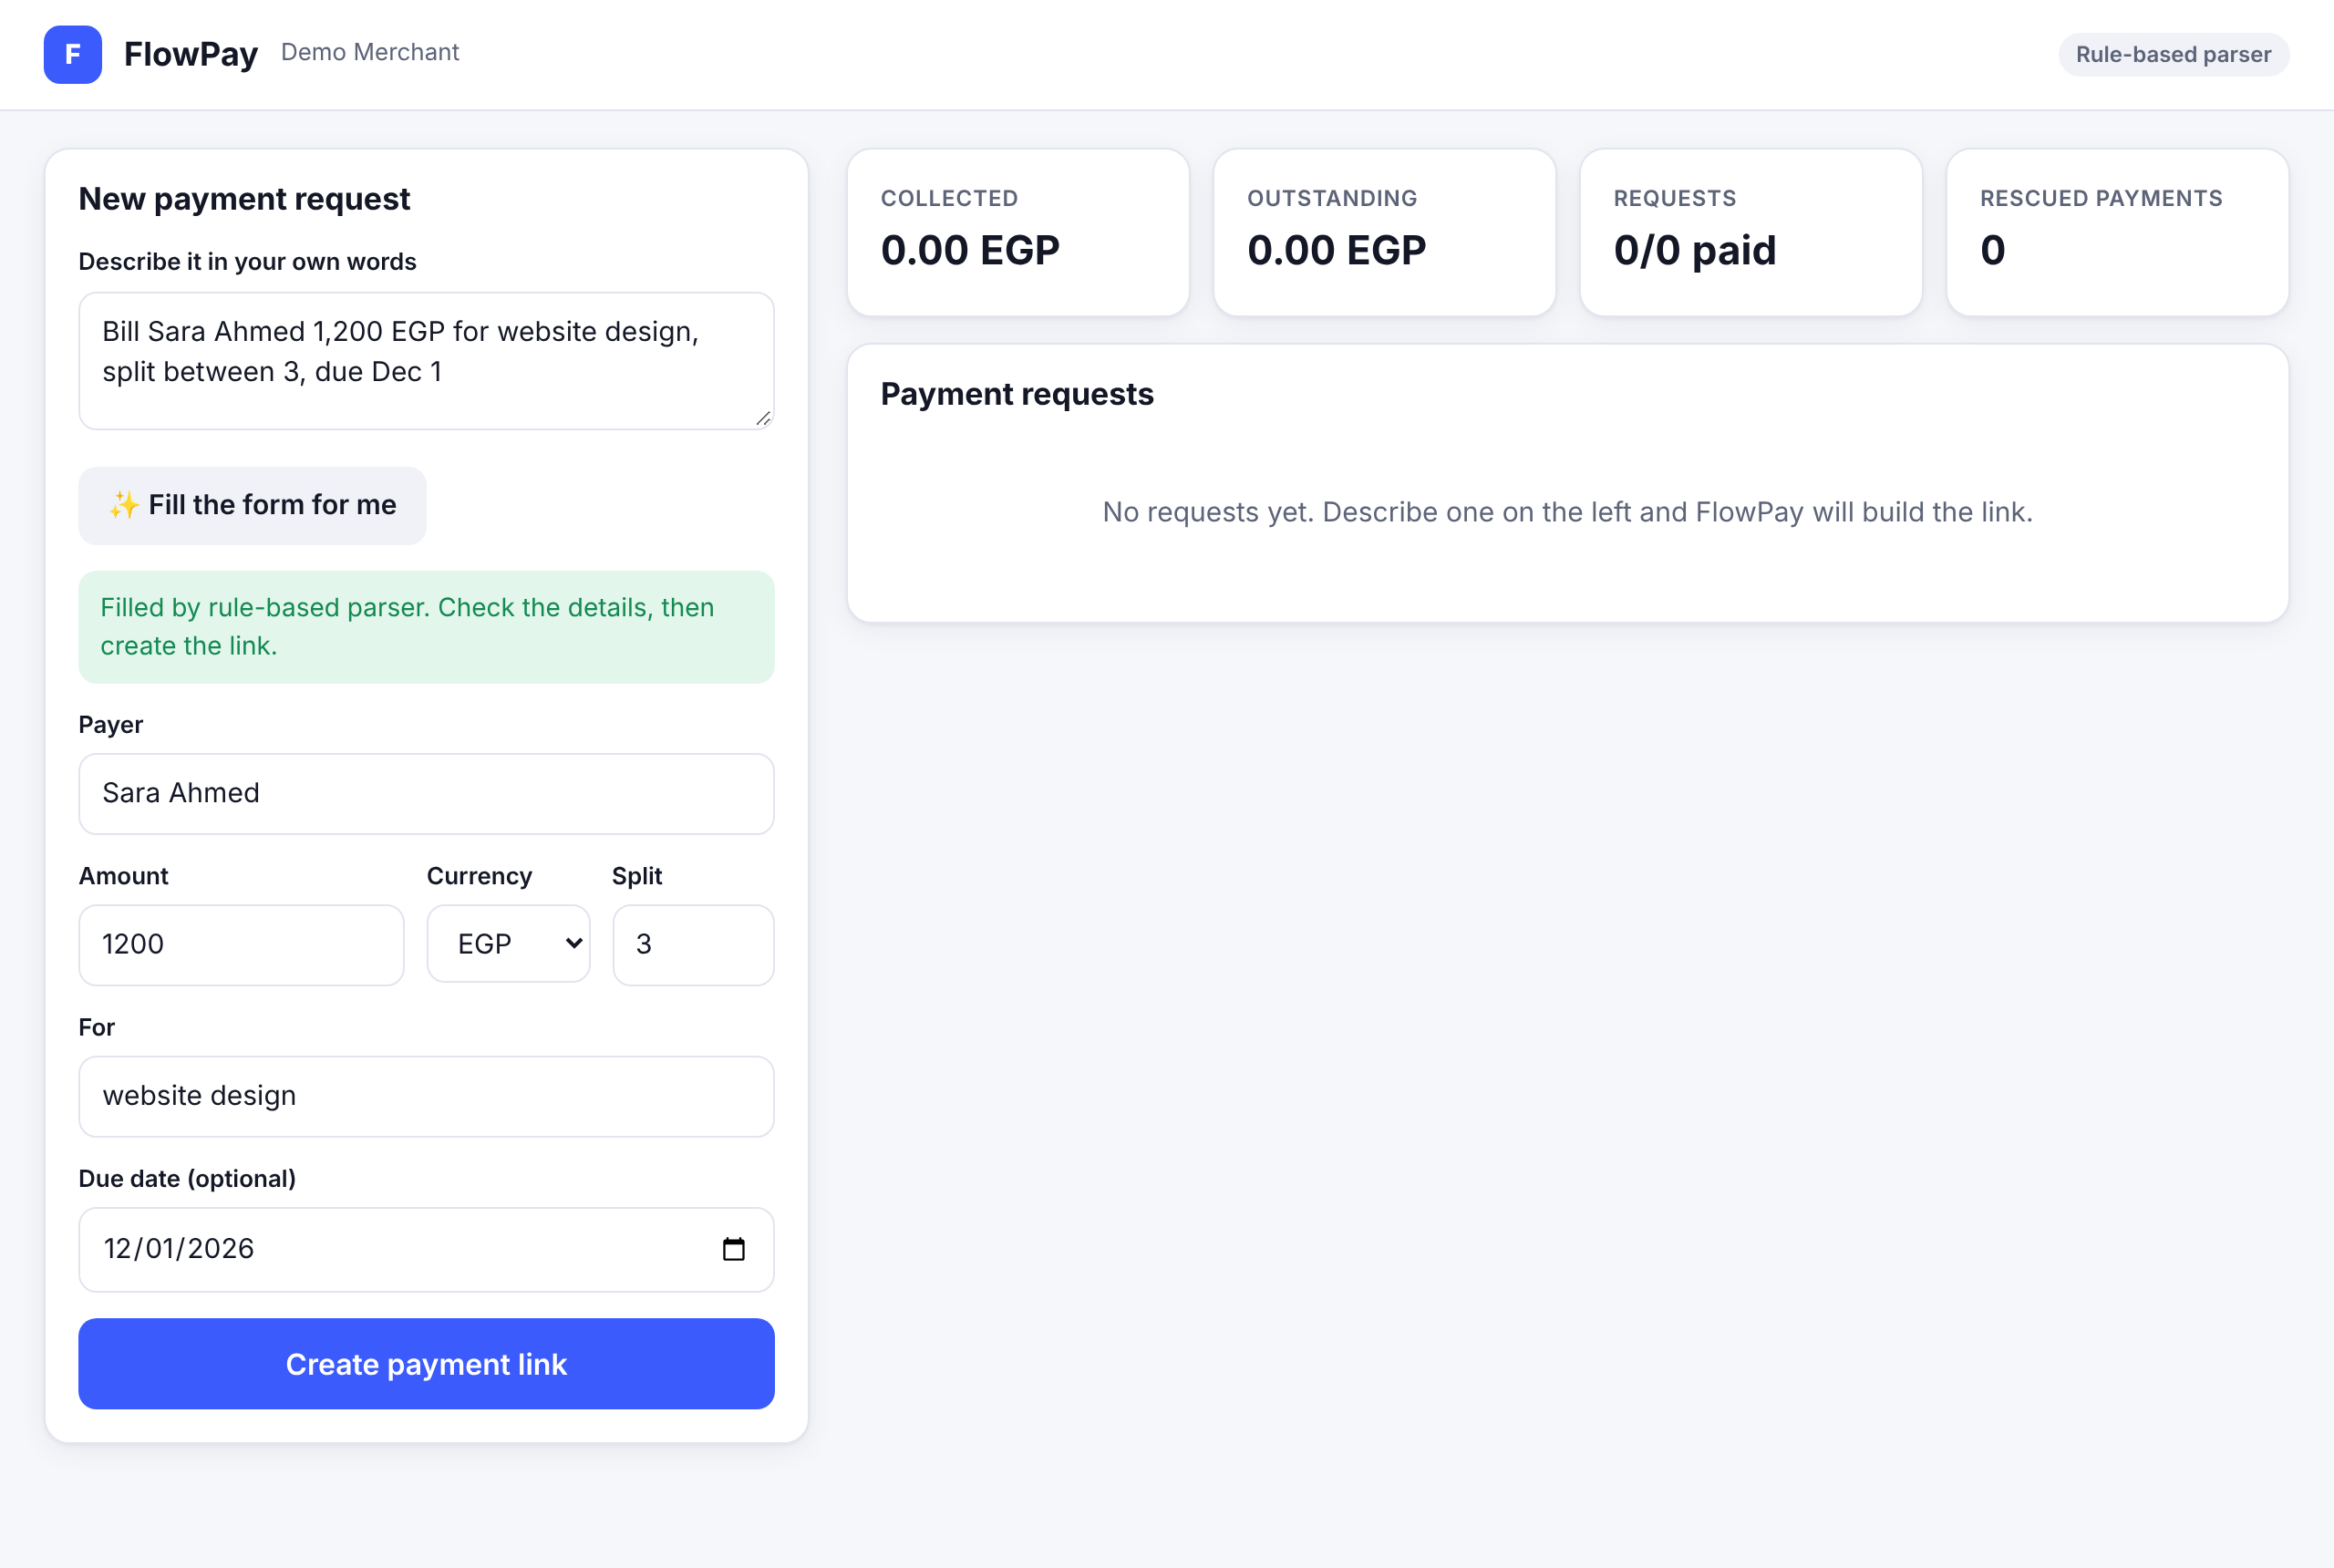 F
FlowPay
Demo Merchant
Rule-based parser
New payment request
Describe it in your own words
Bill Sara Ahmed 1,200 EGP for website design,
split between 3, due Dec 1
✨ Fill the form for me
Filled by rule-based parser. Check the details, then
create the link.
Payer
Sara Ahmed
Amount
Currency
Split
1200
EGP
3
For
website design
Due date (optional)
12/01/2026
Create payment link
COLLECTED
0.00 EGP
OUTSTANDING
0.00 EGP
REQUESTS
0/0 paid
RESCUED PAYMENTS
0
Payment requests
No requests yet. Describe one on the left and FlowPay will build the link.